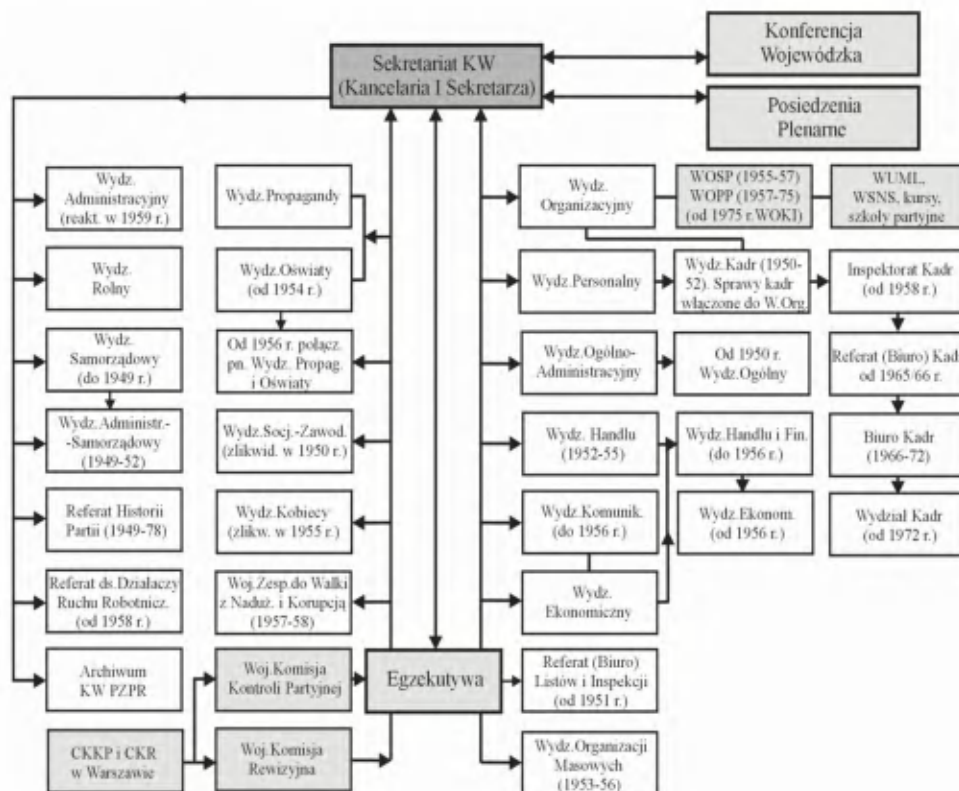 Konferencja
Wojewódzka
Sekretariat KW
(Kancelaria I Sekretarza)
Posiedzenia
Plenarne
Wydz.
Administracyjny
(reakt. w 1959 r.)
Wydz.Propagandy
Wydz.
Organizacyjny
WOSP (1955-57)
WOPP (1957-75)
(od 1975 r.WOKI)
WUML,
WSNS, kursy,
szkoły partyjne
Wydz.
Rolny
Wydz.Oświaty
(od 1954 r.)
Wydz.Personalny
Wydz.Kadr (1950-
52). Sprawy kadr
włączone do W.Org.
Inspektorat Kadr
(od 1958 r.)
Wydz.
Samorządowy
(do 1949 r.)
Od 1956 r. połącz.
pn. Wydz. Propag.
i Oświaty
Wydz.Ogólno-
Administracyjny
Od 1950 r.
Wydz.Ogólny
Referat (Biuro) Kadr
od 1965/66 r.
Wydz.Administr.-
-Samorządowy
(1949-52)
Wydz.Socj.-Zawod.
(zlikwid. w 1950 r.)
Wydz. Handlu
(1952-55)
Wydz.Handlu i Fin.
(do 1956 r.)
Biuro Kadr
(1966-72)
Referat Historii
Partii (1949-78)
Wydz.Kobiecy
(zlikw. w 1955 r.)
Wydz.Komunik.
(do 1956 r.)
Wydz.Ekonom.
(od 1956 r.)
Wydział Kadr
(od 1972 r.)
Referat ds.Działaczy
Ruchu Robotnicz.
(od 1958 r.)
Woj.Zesp.do Walki
z Naduż. i Korupcją
(1957-58)
Wydz.
Ekonomiczny
Archiwum
KW PZPR
Woj.Komisja
Kontroli Partyjnej
Egzekutywa
Referat (Biuro)
Listów i Inspekcji
(od 1951 r.)
CKKP i CKR
w Warszawie
Woj.Komisja
Rewizyjna
Wydz.Organizacji
Masowych
(1953-56)